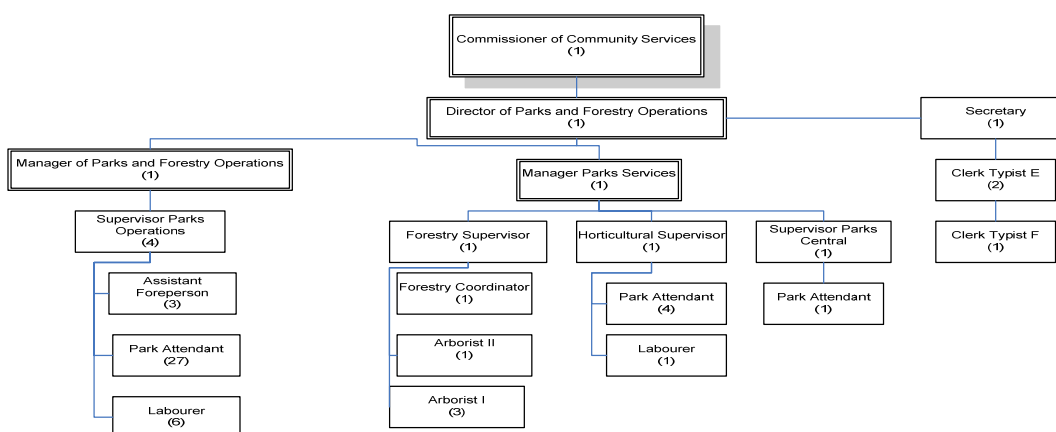 Commissioner of Community Services
(1)
Director of Parks and Forestry Operations
(1)
Secretary
(1)
Manager of Parks and Forestry Operations
(1)
Manager Parks Services
(1)
Clerk Typist E
(2)
Supervisor Parks
Operations
(4)
Forestry Supervisor
(1)
Horticultural Supervisor
(1)
Supervisor Parks
Central
(1)
Clerk Typist F
(1)
Assistant
Foreperson
(3)
Forestry Coordinator
(1)
Park Attendant
(4)
Park Attendant
(1)
Park Attendant
(27)
Arborist II
(1)
Labourer
(1)
Labourer
(6)
Arborist I
(3)